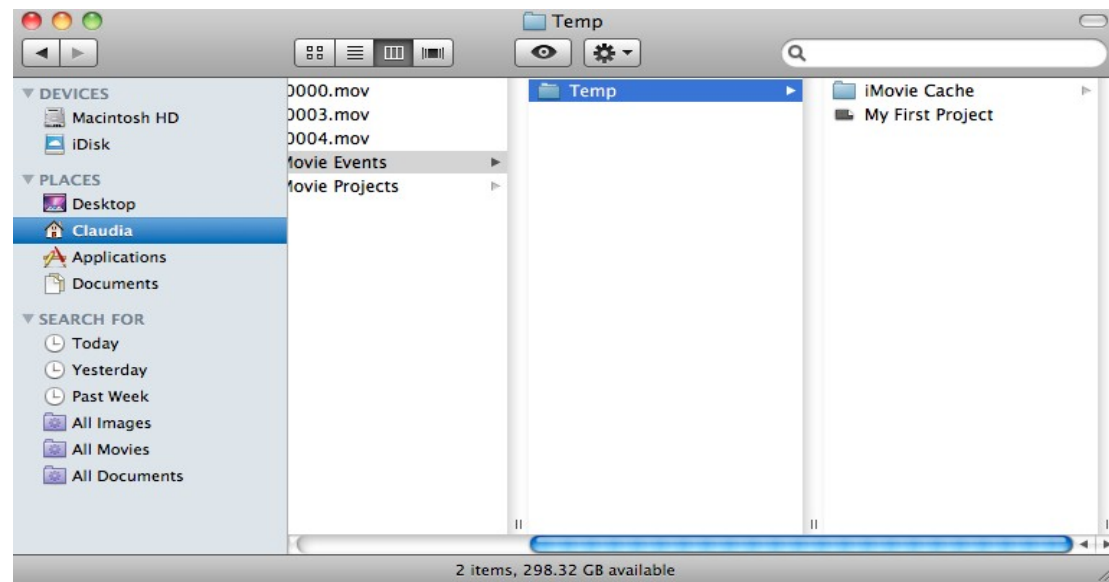 Temp
DEVICES
Macintosh HD
iDisk
PLACES
Desktop
Claudia
Applications
Documents
SEARCH FOR
Today
Yesterday
Past Week
All Images
All Movies
All Documents
0000.mov
0003.mov
0004.mov
Movie Events
Movie Projects
Temp
iMovie Cache
My First Project
2 items, 298.32 GB available